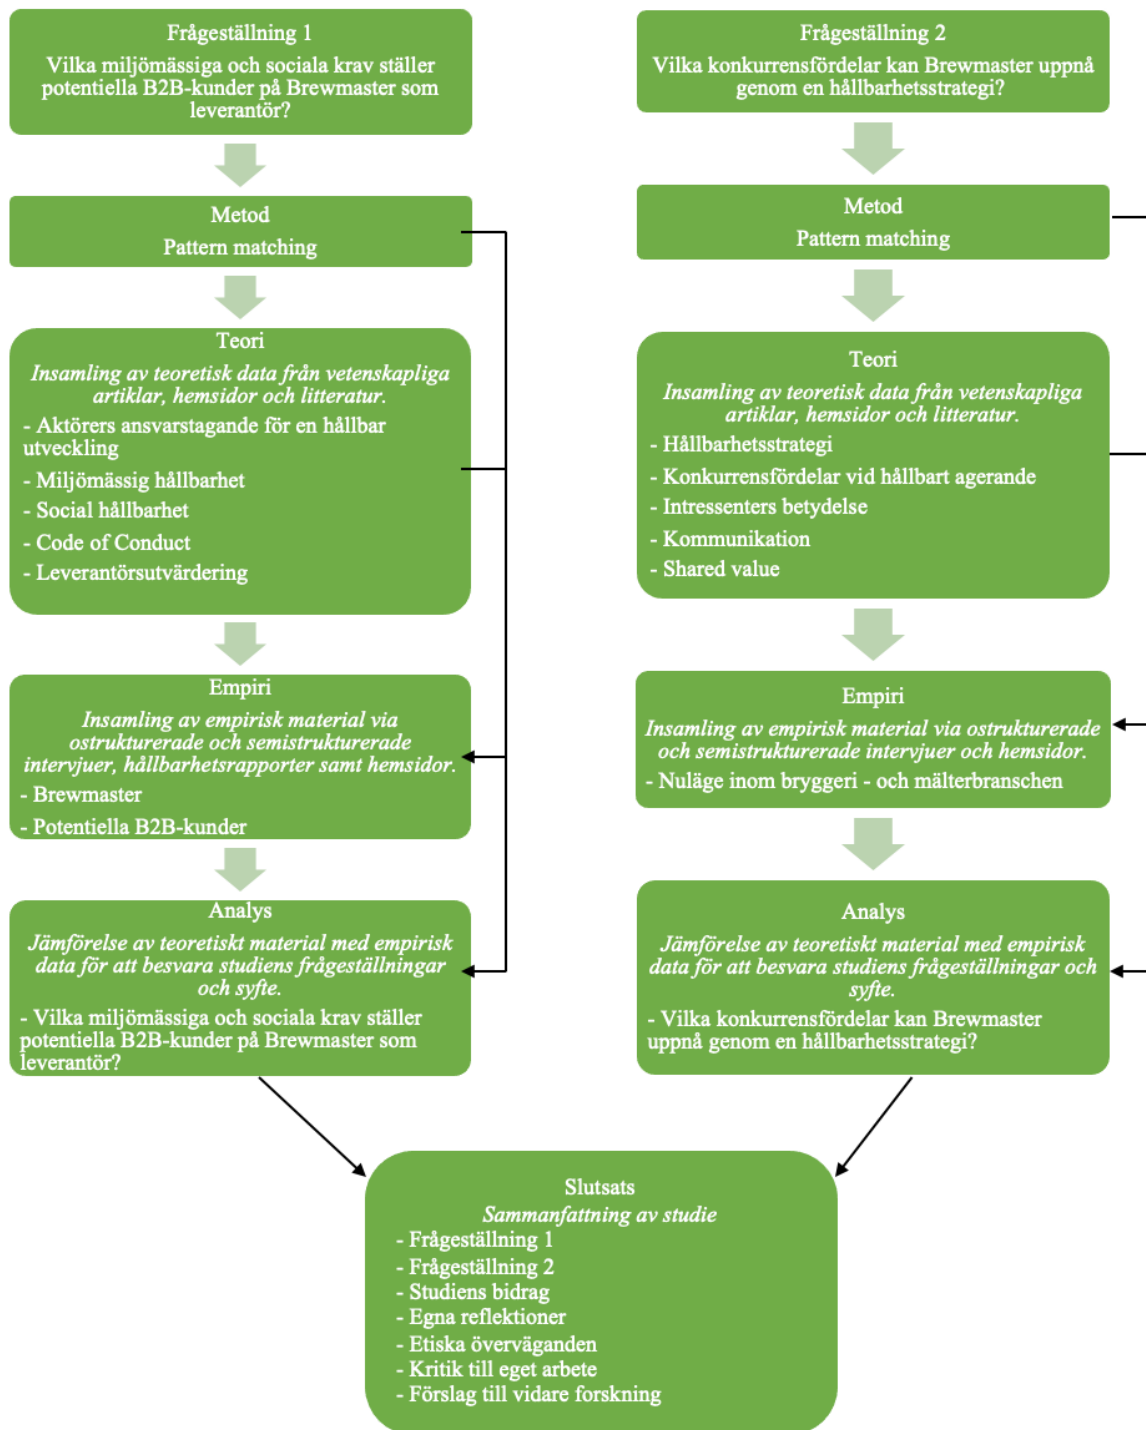 Frågeställning 1
Vilka miljömässiga och sociala krav ställer
potentiella B2B-kunder på Brewmaster som
leverantör?
Metod
Pattern matching
Teori
Insamling av teoretisk data från vetenskapliga
artiklar, hemsidor och litteratur.
- Aktörers ansvarstagande för en hållbar
utveckling
- Miljömässig hållbarhet
- Social hållbarhet
- Code of Conduct
- Leverantörsutvärdering
Empiri
Insamling av empirisk material via
ostrukturerade och semistrukturerade
intervjuer, hållbarhetsrapporter samt hemsidor.
- Brewmaster
- Potentiella B2B-kunder
Analys
Jämförelse av teoretiskt material med empirisk
data för att besvara studiens frågeställningar
och syfte.
- Vilka miljömässiga och sociala krav ställer
potentiella B2B-kunder på Brewmaster som
leverantör?
Frågeställning 2
Vilka konkurrensfördelar kan Brewmaster uppnå
genom en hållbarhetsstrategi?
Metod
Pattern matching
Teori
Insamling av teoretisk data från vetenskapliga
artiklar, hemsidor och litteratur.
- Hållbarhetsstrategi
- Konkurrensfördelar vid hållbart agerande
- Intressenters betydelse
- Kommunikation
- Shared value
Empiri
Insamling av empirisk material via ostrukturerade
och semistrukturerade intervjuer och hemsidor.
- Nuläge inom bryggeri - och mälterbranschen
Analys
Jämförelse av teoretiskt material med empirisk
data för att besvara studiens frågeställningar och
syfte.
- Vilka konkurrensfördelar kan Brewmaster
uppnå genom en hållbarhetsstrategi?
Slutsats
Sammanfattning av studie
- Frågeställning 1
- Frågeställning 2
- Studiens bidrag
- Egna reflektioner
- Etiska överväganden
- Kritik till eget arbete
- Förslag till vidare forskning